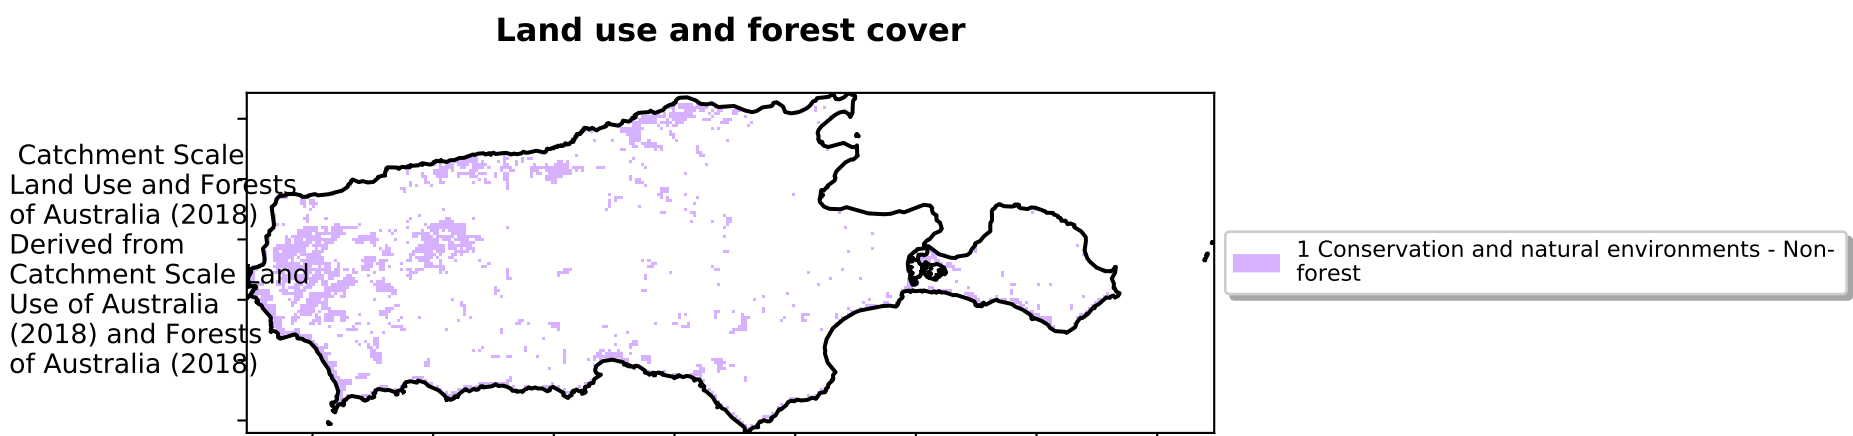 Land use and forest cover
Catchment Scale
Land Use and Forests
of Australia (2018)
Derived from
Catchment Scale Land
Use of Australia
(2018) and Forests
of Australia (2018)
1 Conservation and natural environments - Non-
forest